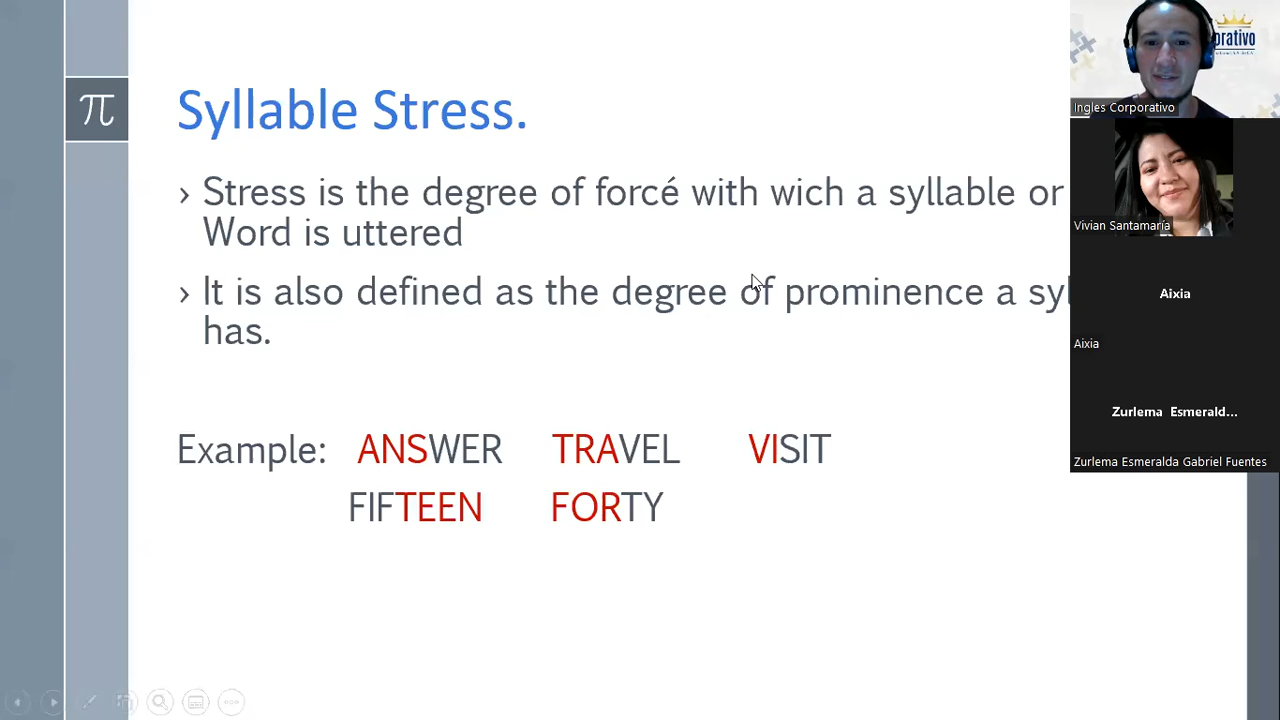 π
Syllable Stress.
› Stress is the degree of forcé with wich a syllable or
Word is uttered
› It is also defined as the degree of prominence a syl
has.
Example: ANSWER TRAVEL VISIT
FIFTEEN FORTY
orativo
Ingles Corporativo
Vivian Santamaría
Aixia
Aixia
Zurlema Esmerald...
Zurlema Esmeralda Gabriel Fuentes